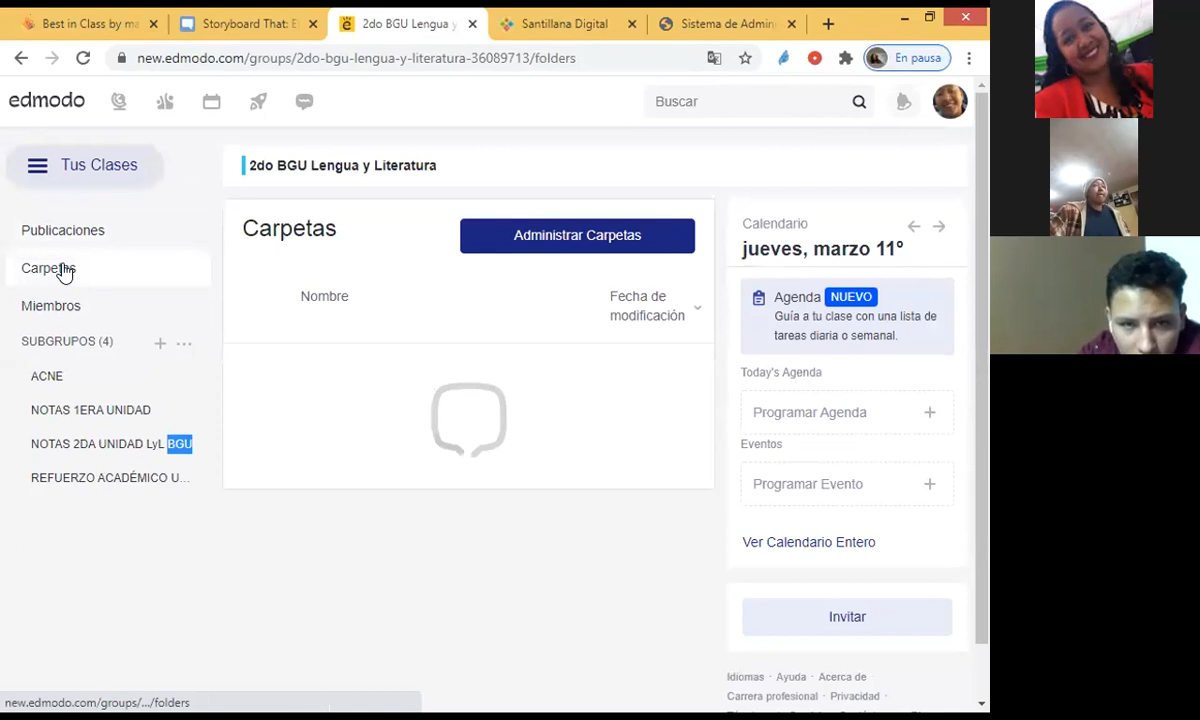 Best in Class by ma
Storyboard That: E
2do BGU Lengua y
Santillana Digital
Sistema de Admin
new.edmodo.com/groups/2do-bgu-lengua-y-literatura-36089713/folders
En pausa
edmodo
Buscar
Tus Clases
2do BGU Lengua y Literatura
Publicaciones
Carpetas
Miembros
SUBGRUPOS (4)
ACNE
NOTAS 1ERA UNIDAD
NOTAS 2DA UNIDAD LyL BGU
REFUERZO ACADÉMICO U...
Carpetas
Administrar Carpetas
Nombre
Fecha de
modificación
Calendario
jueves, marzo 11º
Agenda NUEVO
Guía a tu clase con una lista de
tareas diaria o semanal.
Today's Agenda
Programar Agenda
Eventos
Programar Evento
Ver Calendario Entero
Invitar
Idiomas · Ayuda · Acerca de ·
Carrera profesional · Privacidad ·
new.edmodo.com/groups/.../folders